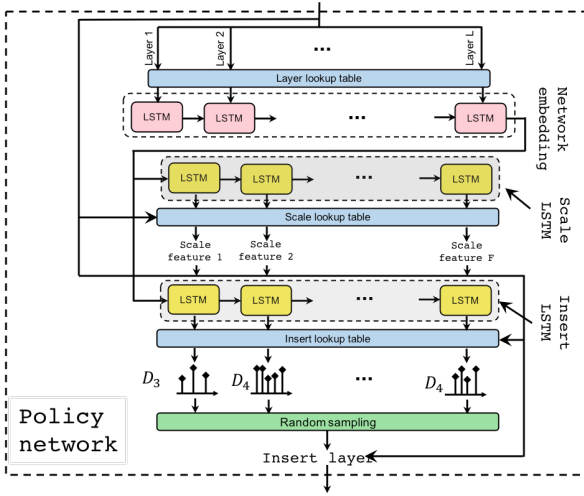 Layer 1
Layer 2
...
Layer L
Layer lookup table
Network
embedding
LSTM
LSTM
...
LSTM
Scale
LSTM
LSTM
LSTM
...
LSTM
Scale lookup table
Scale
feature 1
Scale
feature 2
Scale
feature F
Insert
LSTM
LSTM
LSTM
...
LSTM
Insert lookup table
D3
D4
...
D4
Random sampling
Policy
network
Insert layer